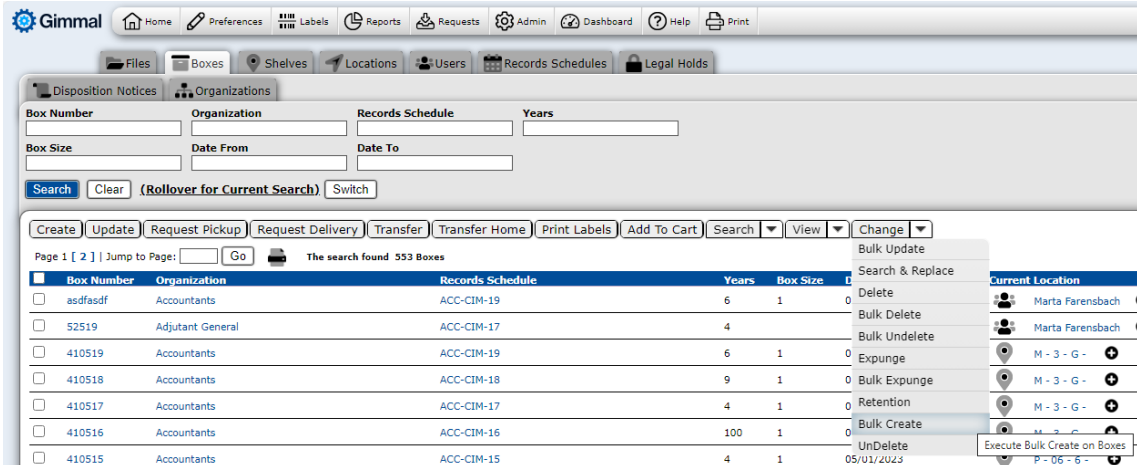 Gimmal Home Preferences Labels Reports Requests Admin Dashboard Help Print
Files Boxes Shelves Locations Users Records Schedules Legal Holds
Disposition Notices Organizations
Box Number Organization Records Schedule Years
Box Size Date From Date To
Search Clear (Rollover for Current Search) Switch
Create Update Request Pickup Request Delivery Transfer Transfer Home Print Labels Add To Cart Search View Change
Page 1 [ 2 ] | Jump to Page: Go The search found 553 Boxes
Bulk Update
Search & Replace
Delete
Bulk Delete
Bulk Undelete
Expunge
Bulk Expunge
Retention
Bulk Create
UnDelete
Execute Bulk Create on Boxes
Box Number Organization Records Schedule Years Box Size D Current Location
asdfasdf Accountants ACC-CIM-19 6 1 0 Marta Farensbach
52519 Adjutant General ACC-CIM-17 4 Marta Farensbach
410519 Accountants ACC-CIM-19 6 1 0 M - 3 - G -
410518 Accountants ACC-CIM-18 9 1 0 M - 3 - G -
410517 Accountants ACC-CIM-17 4 1 0 M - 3 - G -
410516 Accountants ACC-CIM-16 100 1 0 M - 3 - G -
410515 Accountants ACC-CIM-15 4 1 05/01/2023 P - 06 - 6 -